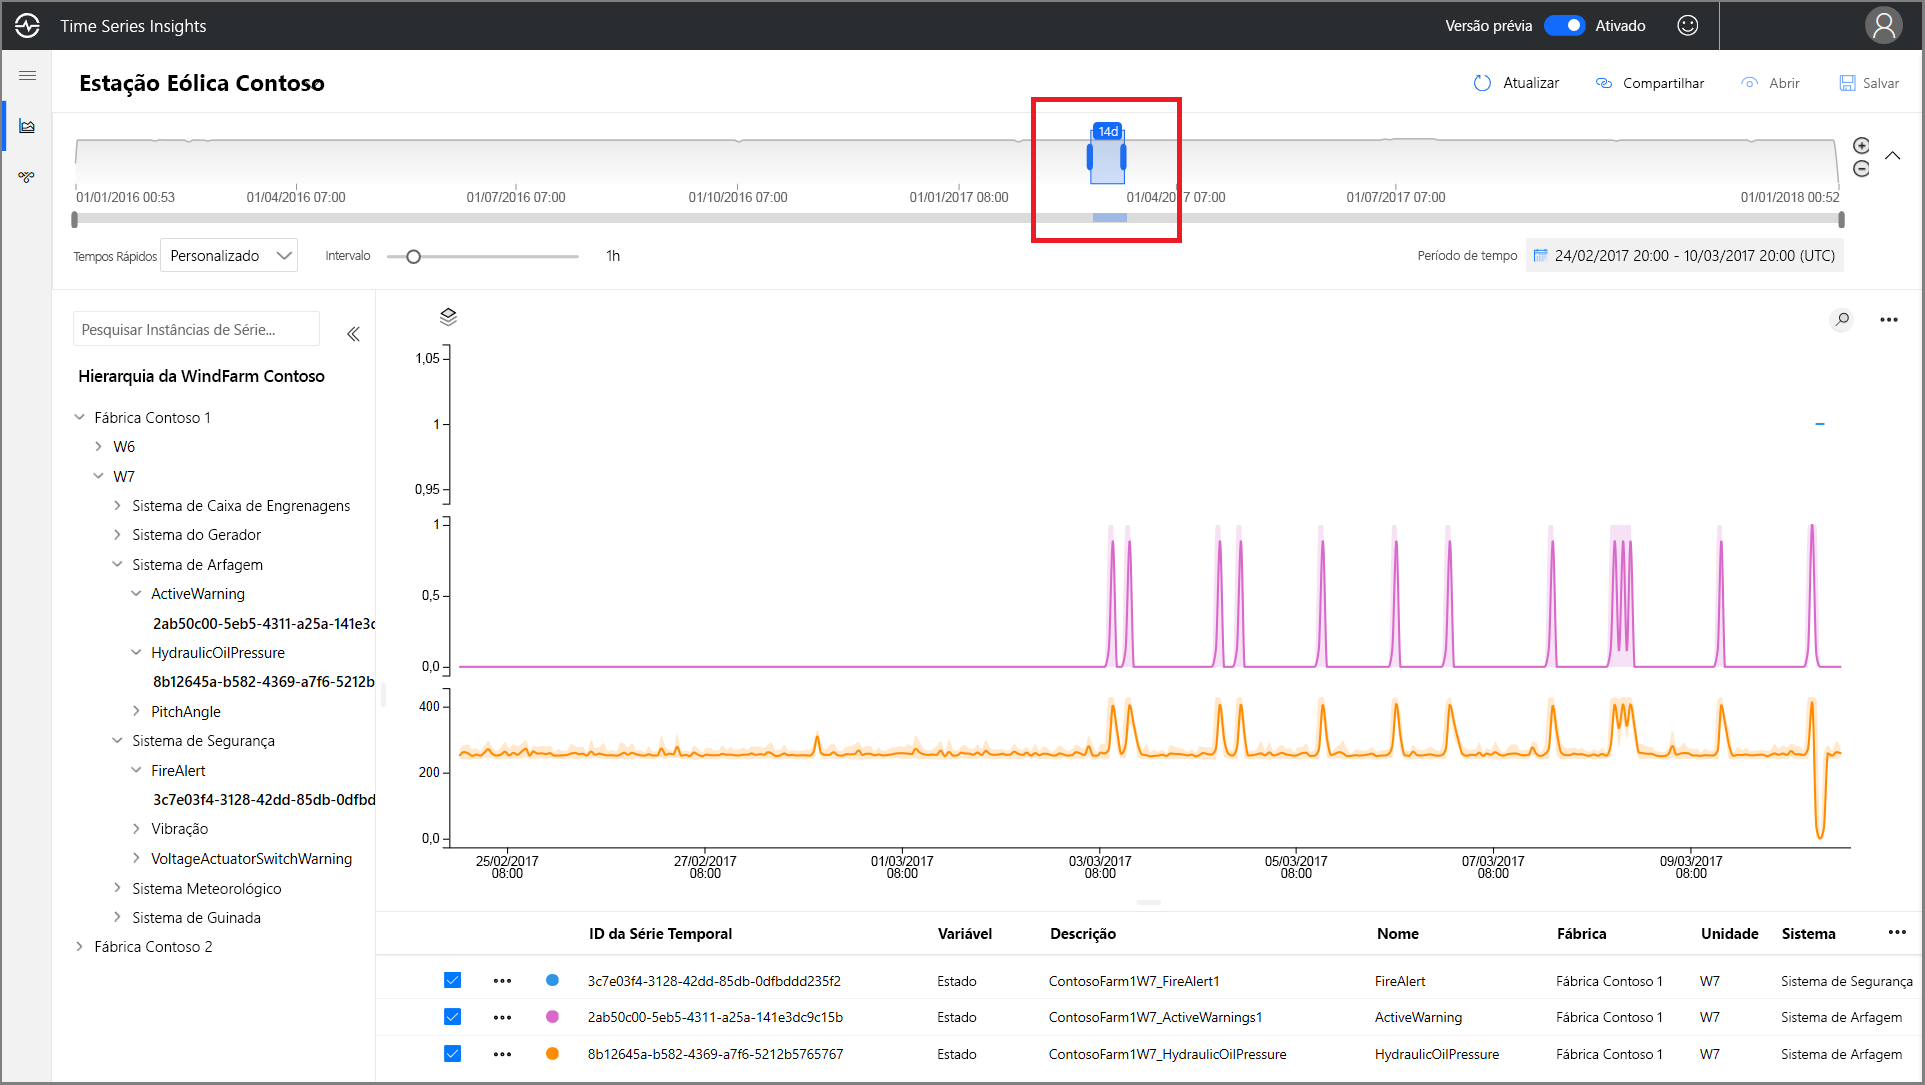 Time Series Insights
Versão prévia Ativado
Estação Eólica Contoso
Atualizar Compartilhar Abrir Salvar
14d
01/01/2016 00:53 01/04/2016 07:00 01/07/2016 07:00 01/10/2016 07:00 01/01/2017 08:00 01/04/2017 07:00 01/07/2017 07:00 01/01/2018 00:52
Tempos Rápidos Personalizado Intervalo 1h Período de tempo 24/02/2017 20:00 - 10/03/2017 20:00 (UTC)
Pesquisar Instâncias de Série...
Hierarquia da WindFarm Contoso
Fábrica Contoso 1
W6
W7
Sistema de Caixa de Engrenagens
Sistema do Gerador
Sistema de Arfagem
ActiveWarning
2ab50c00-5eb5-4311-a25a-141e3c
HydraulicOilPressure
8b12645a-b582-4369-a7f6-5212b
PitchAngle
Sistema de Segurança
FireAlert
3c7e03f4-3128-42dd-85db-0dfbd
Vibração
VoltageActuatorSwitchWarning
Sistema Meteorológico
Sistema de Guinada
Fábrica Contoso 2
1,05
1
0,95
1
0,5
0,0
400
200
0,0
25/02/2017 27/02/2017 01/03/2017 03/03/2017 05/03/2017 07/03/2017 09/03/2017
08:00 08:00 08:00 08:00 08:00 08:00 08:00
ID da Série Temporal Variável Descrição Nome Fábrica Unidade Sistema
3c7e03f4-3128-42dd-85db-0dfbddd235f2 Estado ContosoFarm1W7_FireAlert1 FireAlert Fábrica Contoso 1 W7 Sistema de Segurança
2ab50c00-5eb5-4311-a25a-141e3dc9c15b Estado ContosoFarm1W7_ActiveWarnings1 ActiveWarning Fábrica Contoso 1 W7 Sistema de Arfagem
8b12645a-b582-4369-a7f6-5212b5765767 Estado ContosoFarm1W7_HydraulicOilPressure HydraulicOilPressure Fábrica Contoso 1 W7 Sistema de Arfagem